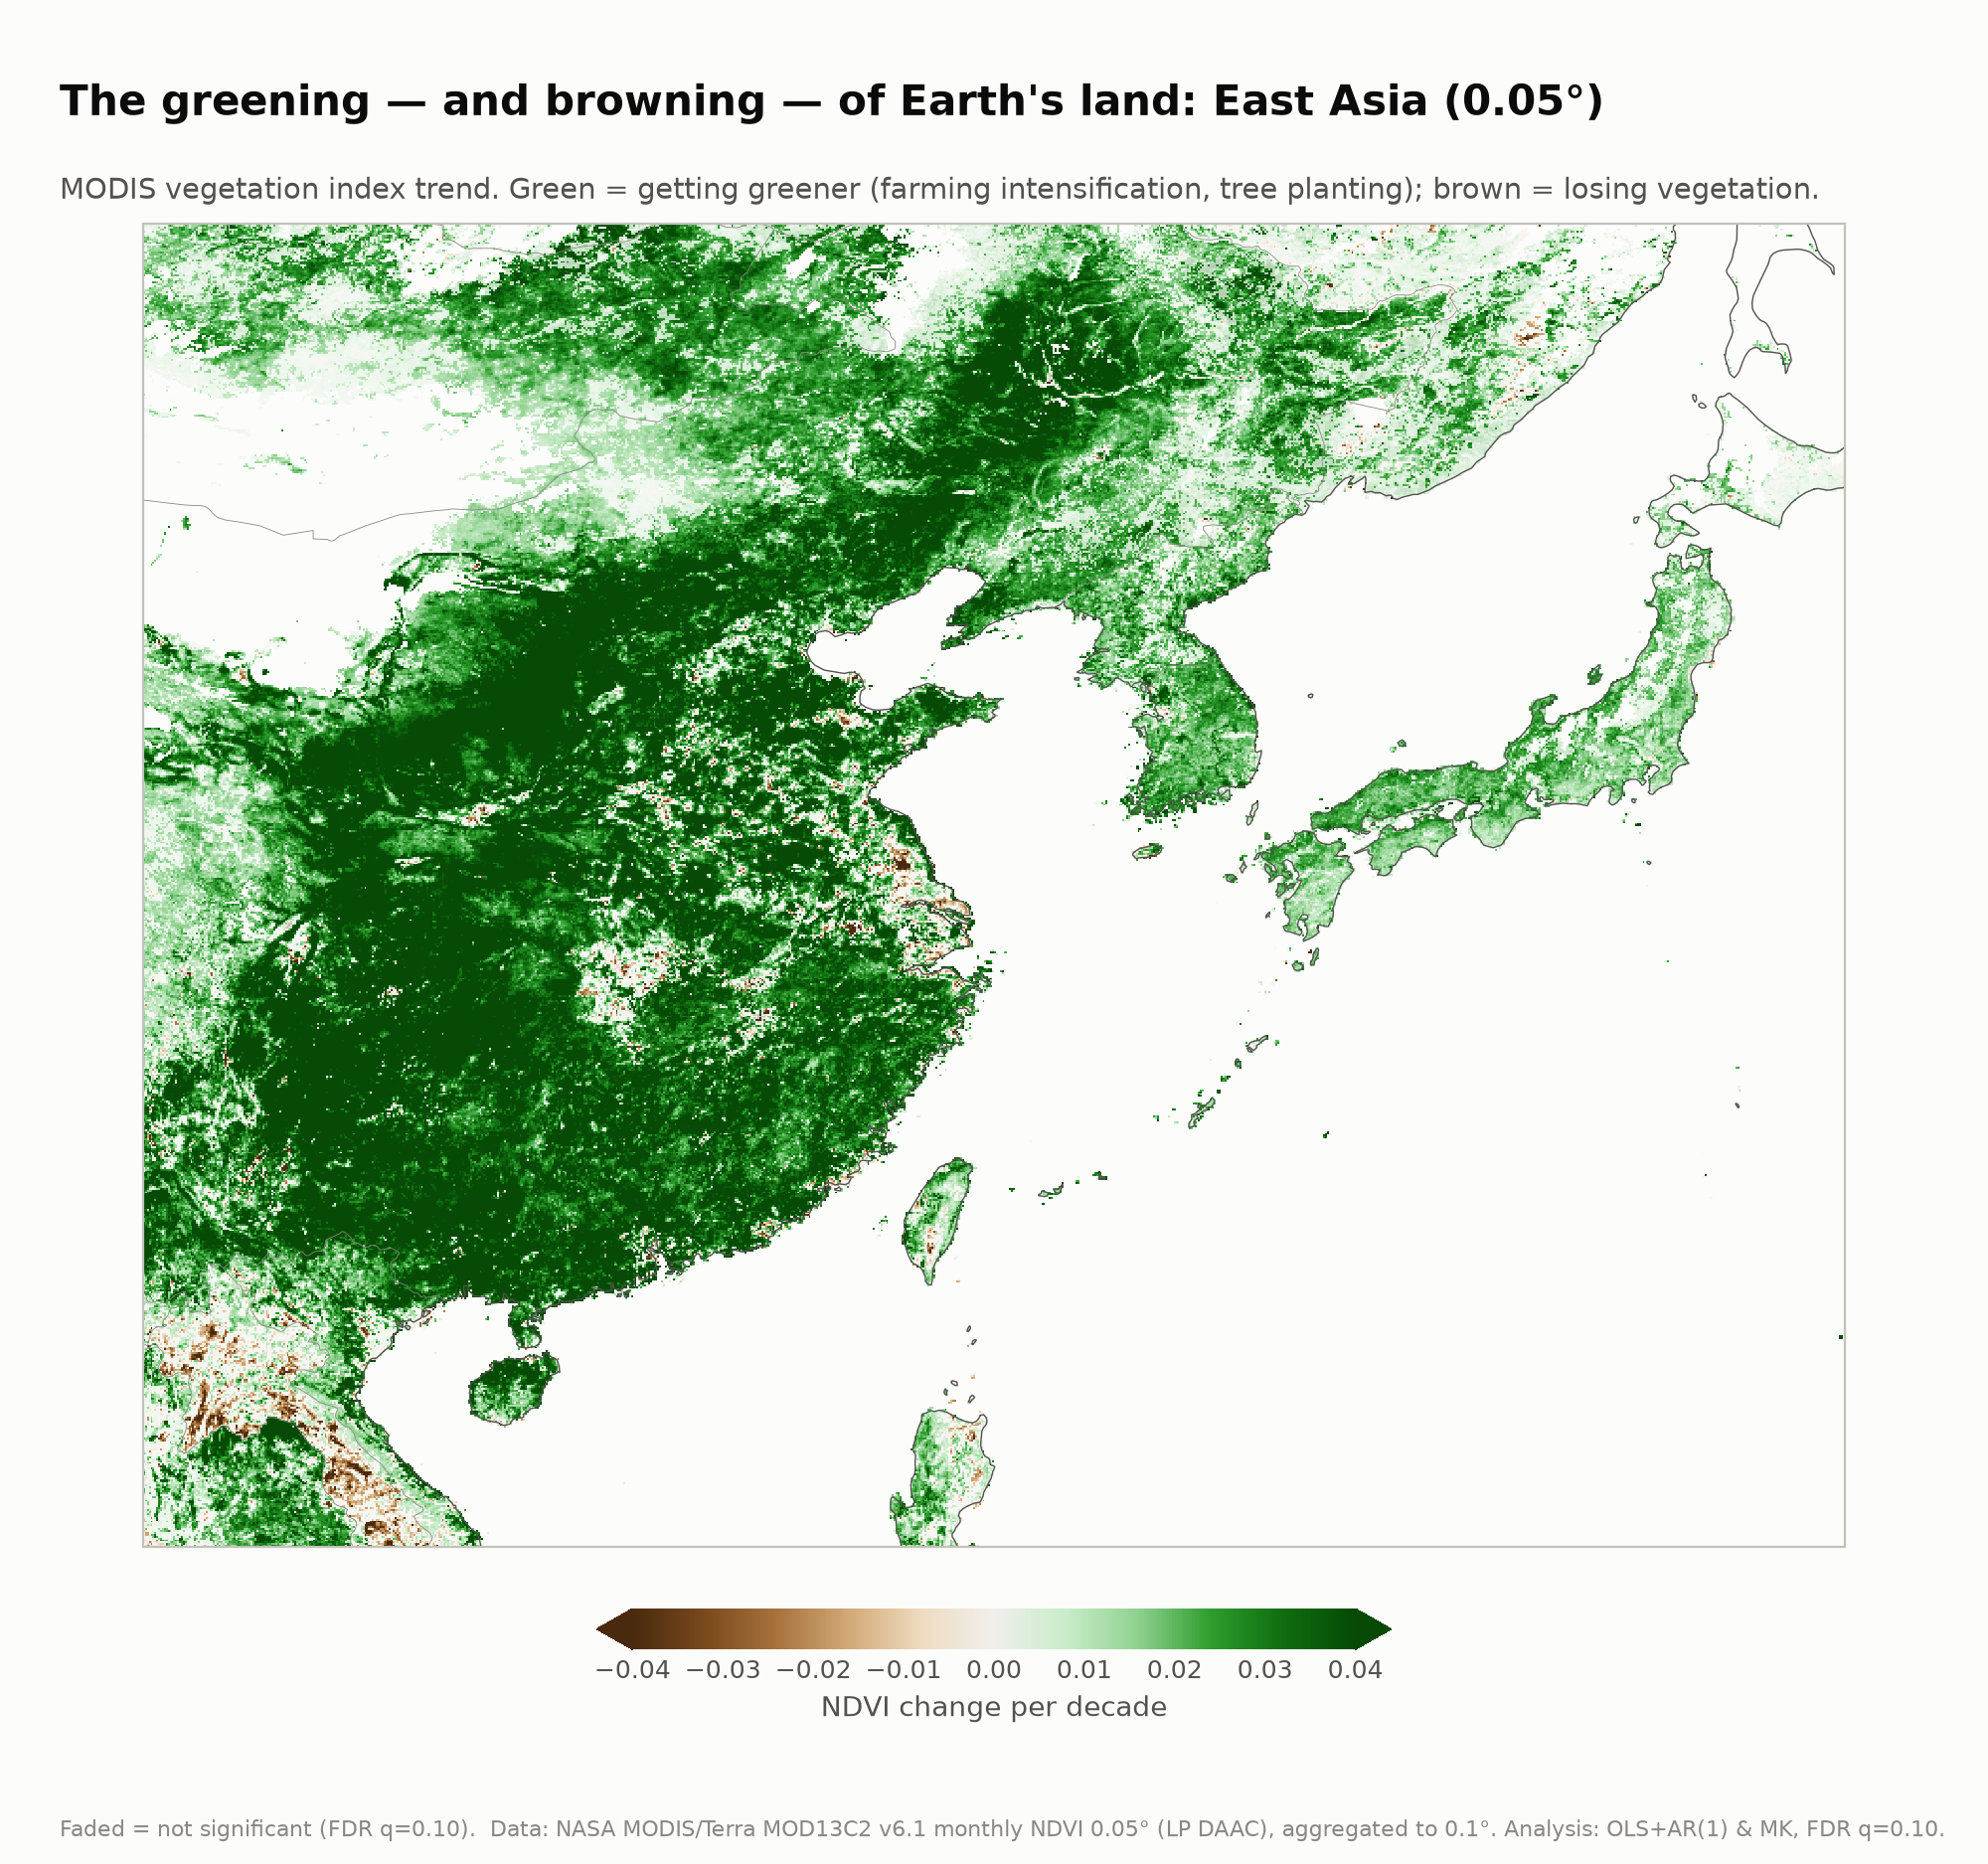 The greening — and browning — of Earth's land: East Asia (0.05°)
MODIS vegetation index trend. Green = getting greener (farming intensification, tree planting); brown = losing vegetation.
−0.04 −0.03 −0.02 −0.01 0.00 0.01 0.02 0.03 0.04
NDVI change per decade
Faded = not significant (FDR q=0.10).  Data: NASA MODIS/Terra MOD13C2 v6.1 monthly NDVI 0.05° (LP DAAC), aggregated to 0.1°. Analysis: OLS+AR(1) & MK, FDR q=0.10.